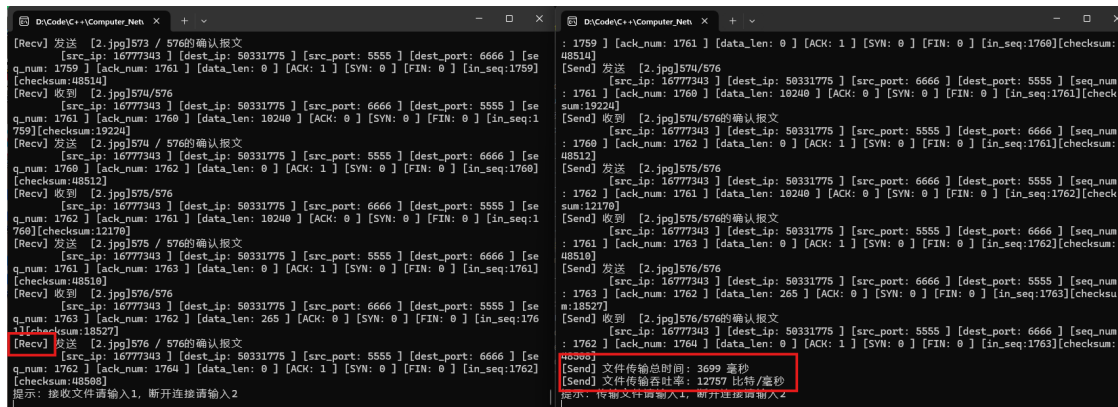 D:\Code\C++\Computer_Netw
[Recv] 发送  [2.jpg]573 / 576的确认报文
[src_ip: 16777343 ] [dest_ip: 50331775 ] [src_port: 5555 ] [dest_port: 6666 ] [se
q_num: 1759 ] [ack_num: 1761 ] [data_len: 0 ] [ACK: 1 ] [SYN: 0 ] [FIN: 0 ] [in_seq:1759]
[checksum:48514]
[Recv] 收到  [2.jpg]574/576
[src_ip: 16777343 ] [dest_ip: 50331775 ] [src_port: 6666 ] [dest_port: 5555 ] [se
q_num: 1761 ] [ack_num: 1760 ] [data_len: 10240 ] [ACK: 0 ] [SYN: 0 ] [FIN: 0 ] [in_seq:1
759][checksum:19224]
[Recv] 发送  [2.jpg]574 / 576的确认报文
[src_ip: 16777343 ] [dest_ip: 50331775 ] [src_port: 5555 ] [dest_port: 6666 ] [se
q_num: 1760 ] [ack_num: 1762 ] [data_len: 0 ] [ACK: 1 ] [SYN: 0 ] [FIN: 0 ] [in_seq:1760]
[checksum:48512]
[Recv] 收到  [2.jpg]575/576
[src_ip: 16777343 ] [dest_ip: 50331775 ] [src_port: 6666 ] [dest_port: 5555 ] [se
q_num: 1762 ] [ack_num: 1761 ] [data_len: 10240 ] [ACK: 0 ] [SYN: 0 ] [FIN: 0 ] [in_seq:1
760][checksum:12170]
[Recv] 发送  [2.jpg]575 / 576的确认报文
[src_ip: 16777343 ] [dest_ip: 50331775 ] [src_port: 5555 ] [dest_port: 6666 ] [se
q_num: 1761 ] [ack_num: 1763 ] [data_len: 0 ] [ACK: 1 ] [SYN: 0 ] [FIN: 0 ] [in_seq:1761]
[checksum:48510]
[Recv] 收到  [2.jpg]576/576
[src_ip: 16777343 ] [dest_ip: 50331775 ] [src_port: 6666 ] [dest_port: 5555 ] [se
q_num: 1763 ] [ack_num: 1762 ] [data_len: 265 ] [ACK: 0 ] [SYN: 0 ] [FIN: 0 ] [in_seq:176
1][checksum:18527]
[Recv] 发送  [2.jpg]576 / 576的确认报文
[src_ip: 16777343 ] [dest_ip: 50331775 ] [src_port: 5555 ] [dest_port: 6666 ] [se
q_num: 1762 ] [ack_num: 1764 ] [data_len: 0 ] [ACK: 1 ] [SYN: 0 ] [FIN: 0 ] [in_seq:1762]
[checksum:48508]
提示: 接收文件请输入1, 断开连接请输入2
D:\Code\C++\Computer_Netw
: 1759 ] [ack_num: 1761 ] [data_len: 0 ] [ACK: 1 ] [SYN: 0 ] [FIN: 0 ] [in_seq:1760][checksum:
48514]
[Send] 发送  [2.jpg]574/576
[src_ip: 16777343 ] [dest_ip: 50331775 ] [src_port: 6666 ] [dest_port: 5555 ] [seq_num
: 1761 ] [ack_num: 1760 ] [data_len: 10240 ] [ACK: 0 ] [SYN: 0 ] [FIN: 0 ] [in_seq:1761][check
sum:19224]
[Send] 收到  [2.jpg]574/576的确认报文
[src_ip: 16777343 ] [dest_ip: 50331775 ] [src_port: 5555 ] [dest_port: 6666 ] [seq_num
: 1760 ] [ack_num: 1762 ] [data_len: 0 ] [ACK: 1 ] [SYN: 0 ] [FIN: 0 ] [in_seq:1761][checksum:
48512]
[Send] 发送  [2.jpg]575/576
[src_ip: 16777343 ] [dest_ip: 50331775 ] [src_port: 6666 ] [dest_port: 5555 ] [seq_num
: 1762 ] [ack_num: 1761 ] [data_len: 10240 ] [ACK: 0 ] [SYN: 0 ] [FIN: 0 ] [in_seq:1762][check
sum:12170]
[Send] 收到  [2.jpg]575/576的确认报文
[src_ip: 16777343 ] [dest_ip: 50331775 ] [src_port: 5555 ] [dest_port: 6666 ] [seq_num
: 1761 ] [ack_num: 1763 ] [data_len: 0 ] [ACK: 1 ] [SYN: 0 ] [FIN: 0 ] [in_seq:1762][checksum:
48510]
[Send] 发送  [2.jpg]576/576
[src_ip: 16777343 ] [dest_ip: 50331775 ] [src_port: 6666 ] [dest_port: 5555 ] [seq_num
: 1763 ] [ack_num: 1762 ] [data_len: 265 ] [ACK: 0 ] [SYN: 0 ] [FIN: 0 ] [in_seq:1763][checksu
m:18527]
[Send] 收到  [2.jpg]576/576的确认报文
[src_ip: 16777343 ] [dest_ip: 50331775 ] [src_port: 5555 ] [dest_port: 6666 ] [seq_num
: 1762 ] [ack_num: 1764 ] [data_len: 0 ] [ACK: 1 ] [SYN: 0 ] [FIN: 0 ] [in_seq:1763][checksum:
48508]
[Send] 文件传输总时间: 3699 毫秒
[Send] 文件传输吞吐率: 12757 比特/毫秒
提示: 传输文件请输入1, 断开连接请输入2